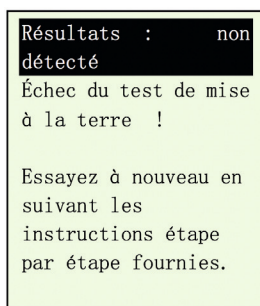 Résultats : non
détecté
Échec du test de mise
à la terre !
Essayez à nouveau en
suivant les
instructions étape
par étape fournies.